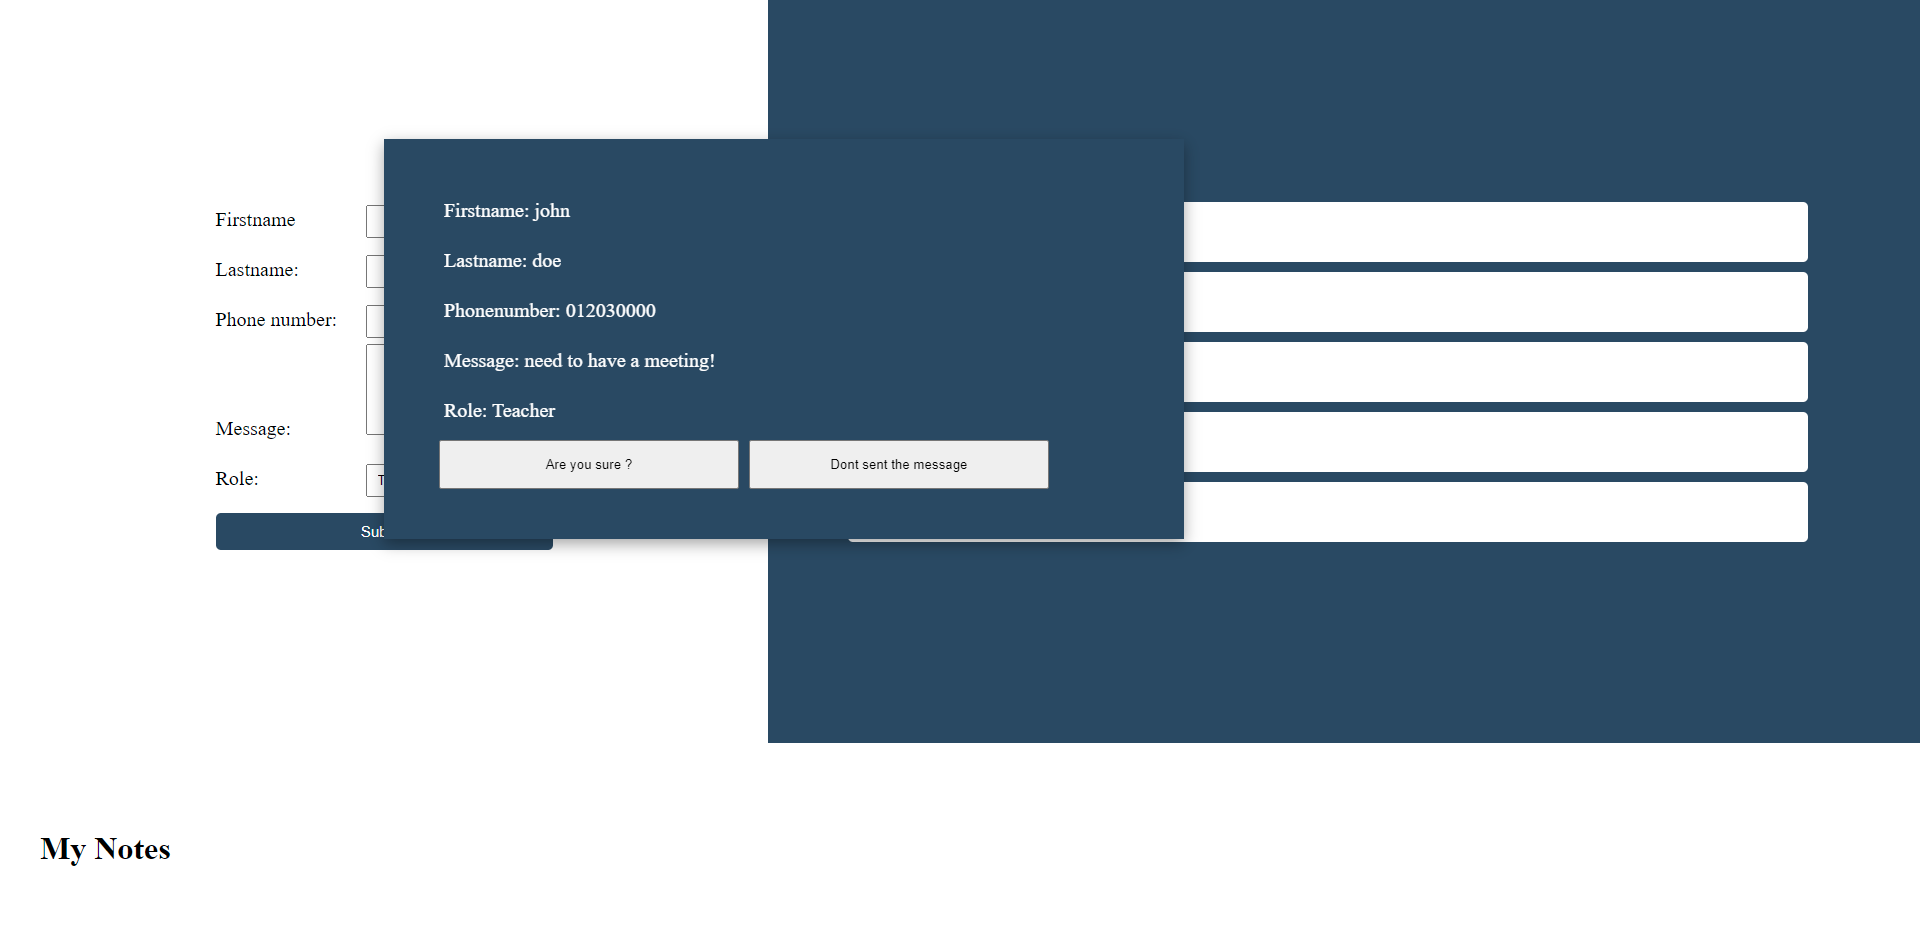 Firstname
Lastname:
Phone number:
Message:
Role:
T
Sub
Firstname: john
Lastname: doe
Phonenumber: 012030000
Message: need to have a meeting!
Role: Teacher
Are you sure ?
Dont sent the message
My Notes